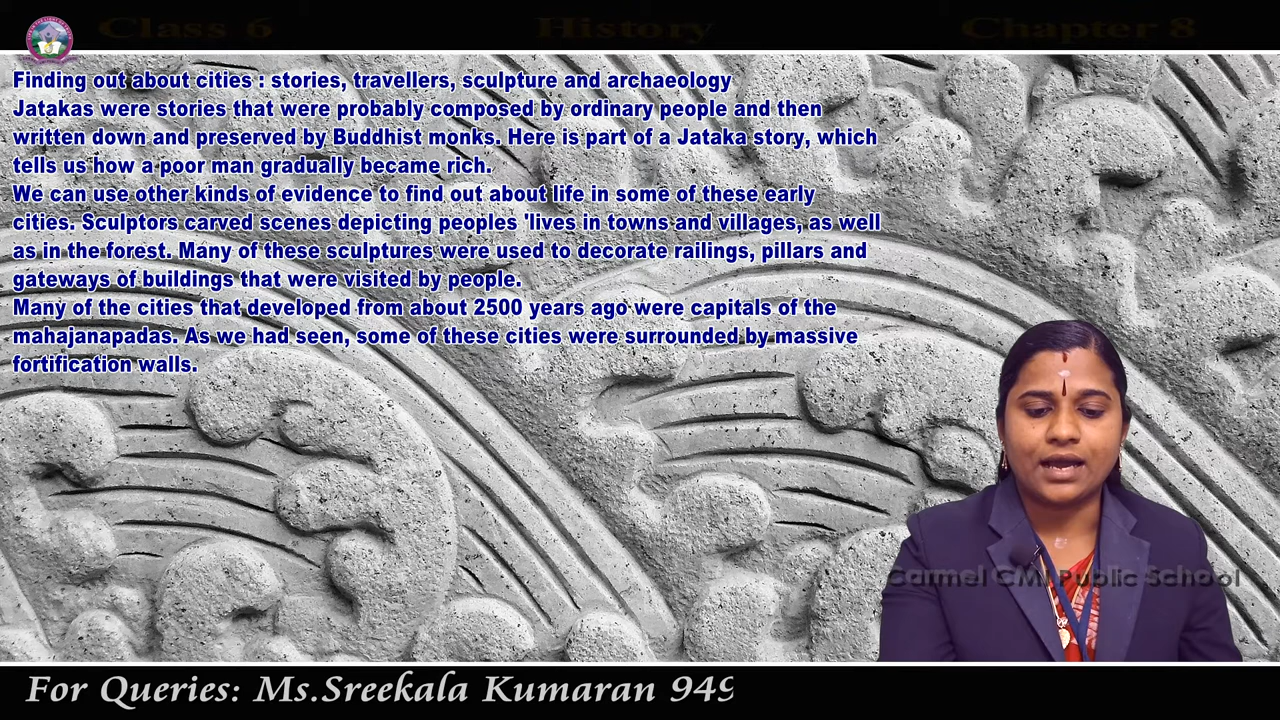 Class 6 History Chapter 8
Finding out about cities : stories, travellers, sculpture and archaeology
Jatakas were stories that were probably composed by ordinary people and then
written down and preserved by Buddhist monks. Here is part of a Jataka story, which
tells us how a poor man gradually became rich.
We can use other kinds of evidence to find out about life in some of these early
cities. Sculptors carved scenes depicting peoples 'lives in towns and villages, as well
as in the forest. Many of these sculptures were used to decorate railings, pillars and
gateways of buildings that were visited by people.
Many of the cities that developed from about 2500 years ago were capitals of the
mahajanapadas. As we had seen, some of these cities were surrounded by massive
fortification walls.
Carmel CMI Public School
For Queries: Ms.Sreekala Kumaran 949